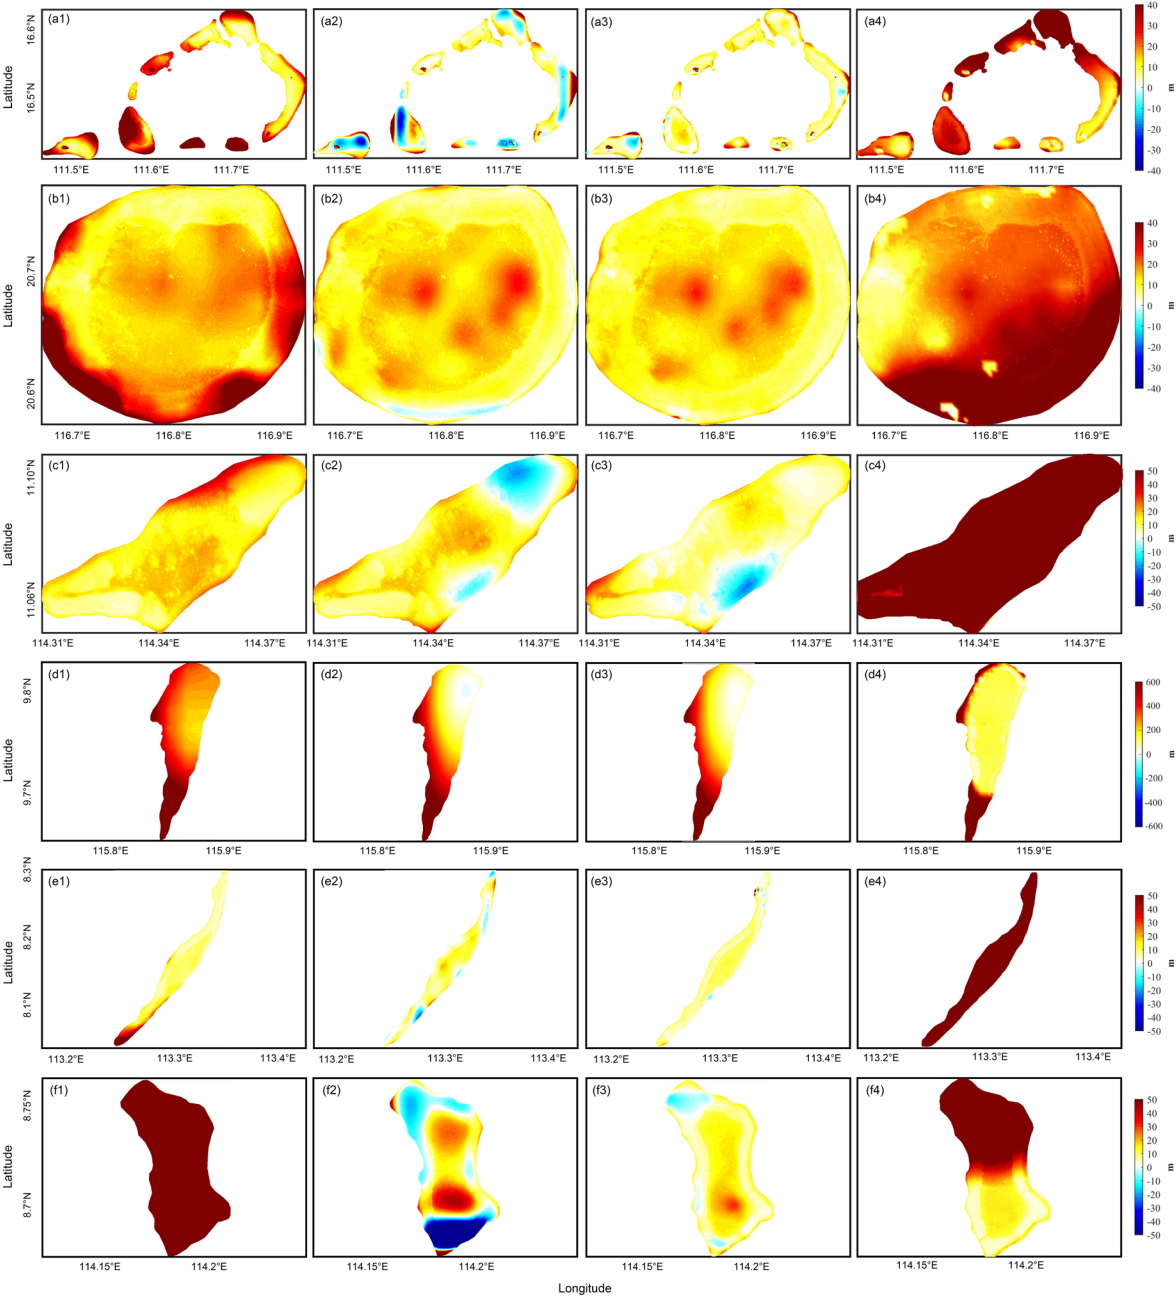 (a1) (a2) (a3) (a4)
40
30
20
10
0
-10
-20
-30
-40
m
Latitude
16.6°N
16.5°N
111.5°E 111.6°E 111.7°E 111.5°E 111.6°E 111.7°E 111.5°E 111.6°E 111.7°E 111.5°E 111.6°E 111.7°E
(b1) (b2) (b3) (b4)
40
30
20
10
0
-10
-20
-30
-40
m
Latitude
20.7°N
20.6°N
116.7°E 116.8°E 116.9°E 116.7°E 116.8°E 116.9°E 116.7°E 116.8°E 116.9°E 116.7°E 116.8°E 116.9°E
(c1) (c2) (c3) (c4)
50
40
30
20
10
0
-10
-20
-30
-40
-50
m
Latitude
11.10°N
11.06°N
114.31°E 114.34°E 114.37°E 114.31°E 114.34°E 114.37°E 114.31°E 114.34°E 114.37°E 114.31°E 114.34°E 114.37°E
(d1) (d2) (d3) (d4)
600
400
200
0
-200
-400
-600
m
Latitude
9.8°N
9.7°N
115.8°E 115.9°E 115.8°E 115.9°E 115.8°E 115.9°E 115.8°E 115.9°E
(e1) (e2) (e3) (e4)
50
40
30
20
10
0
-10
-20
-30
-40
-50
m
Latitude
8.3°N
8.2°N
8.1°N
113.2°E 113.3°E 113.4°E 113.2°E 113.3°E 113.4°E 113.2°E 113.3°E 113.4°E 113.2°E 113.3°E 113.4°E
(f1) (f2) (f3) (f4)
50
40
30
20
10
0
-10
-20
-30
-40
-50
m
Latitude
8.75°N
8.7°N
114.15°E 114.2°E 114.15°E 114.2°E 114.15°E 114.2°E 114.15°E 114.2°E
Longitude